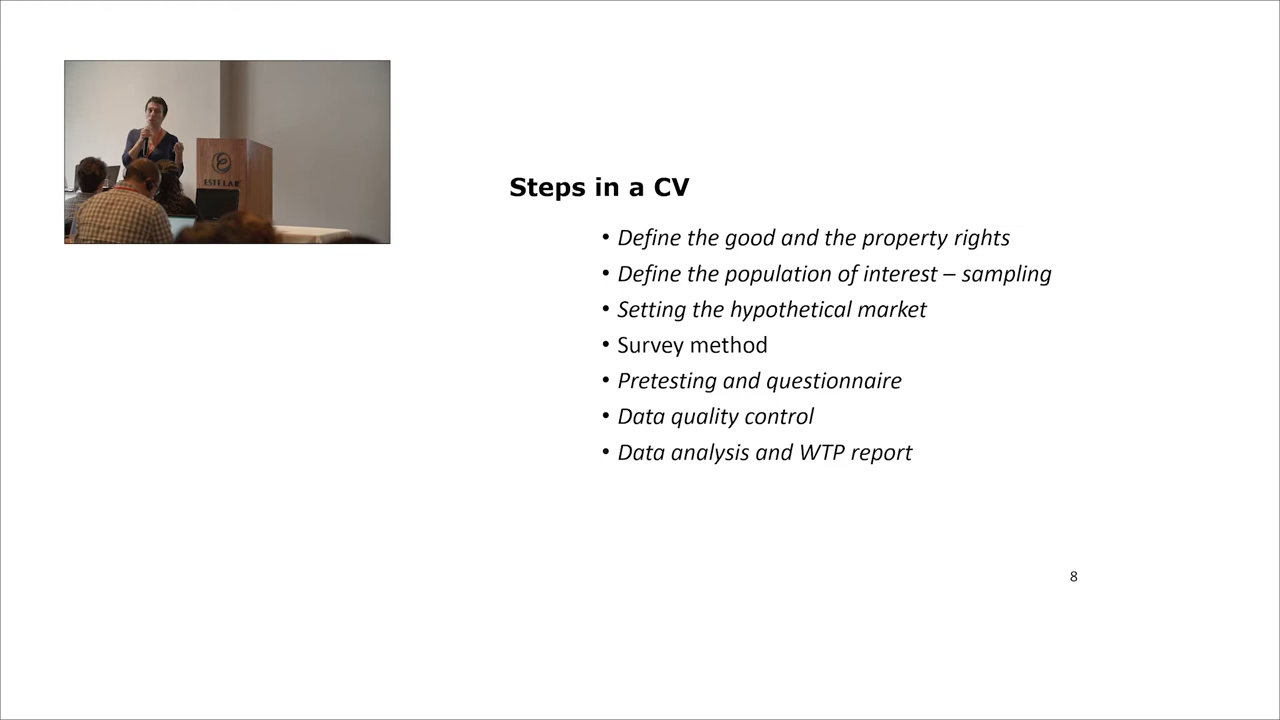 ESTELAR
Steps in a CV
• Define the good and the property rights
• Define the population of interest – sampling
• Setting the hypothetical market
• Survey method
• Pretesting and questionnaire
• Data quality control
• Data analysis and WTP report
8